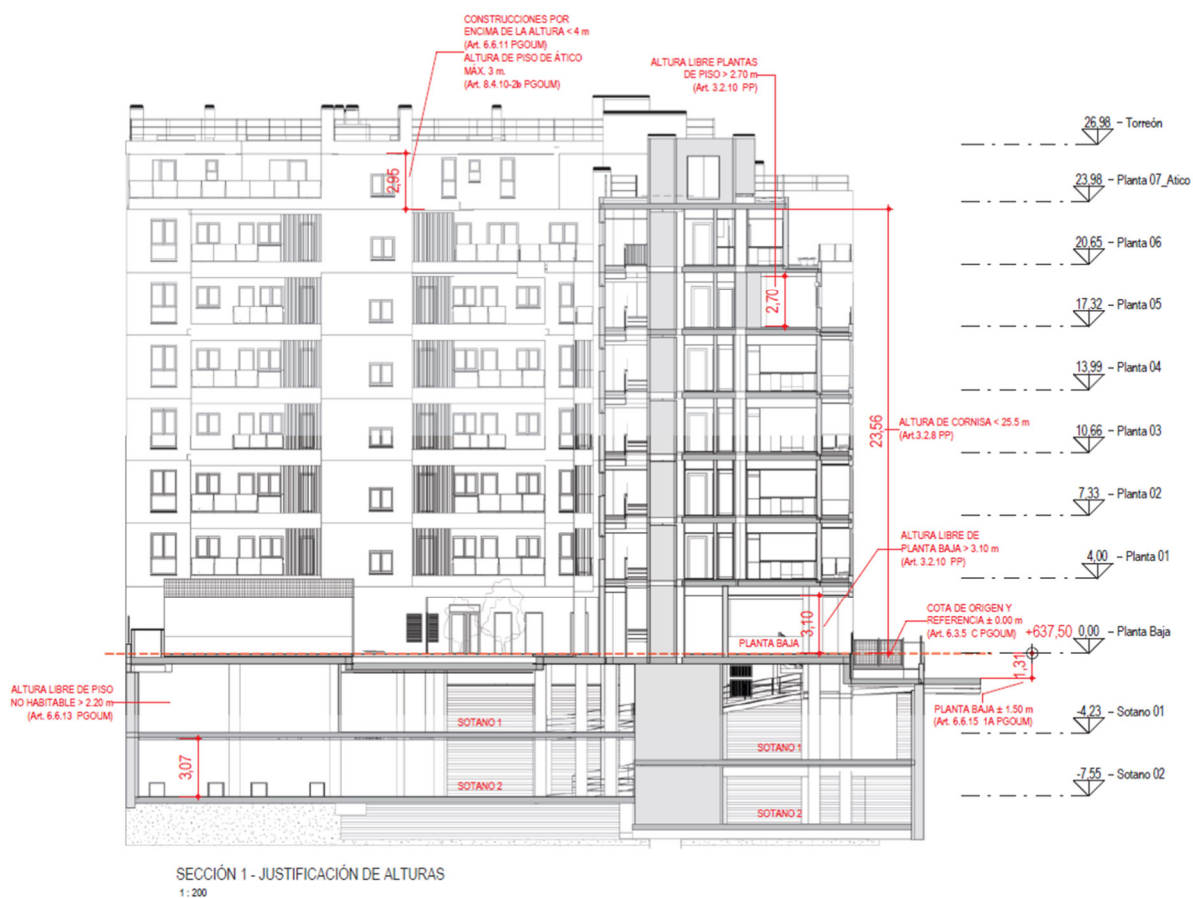 CONSTRUCCIONES POR
ENCIMA DE LA ALTURA < 4 m
(Art. 6.6.11 PGOUM)
ALTURA DE PISO DE ÁTICO
MÁX. 3 m.
(Art. 8.4.10-2b PGOUM)
ALTURA LIBRE PLANTAS
DE PISO > 2.70 m
(Art. 3.2.10 PP)
26,98 – Torreón
2,95
23,98 – Planta 07_Atico
20,65 – Planta 06
2,70
17,32 – Planta 05
13,99 – Planta 04
23,56
ALTURA DE CORNISA < 25.5 m
(Art.3.2.8 PP)
10,66 – Planta 03
7,33 – Planta 02
ALTURA LIBRE DE
PLANTA BAJA > 3.10 m
(Art. 3.2.10 PP)
4,00 – Planta 01
3,10
PLANTA BAJA
COTA DE ORIGEN Y
REFERENCIA ± 0.00 m
(Art. 6.3.5 C PGOUM)
+637,50
0,00 – Planta Baja
1,31
ALTURA LIBRE DE PISO
NO HABITABLE > 2.20 m
(Art. 6.6.13 PGOUM)
PLANTA BAJA ± 1.50 m
(Art. 6.6.15 1A PGOUM)
-4,23 – Sotano 01
SOTANO 1
SOTANO 1
3,07
SOTANO 2
-7,55 – Sotano 02
SOTANO 2
SECCIÓN 1 - JUSTIFICACIÓN DE ALTURAS
1 : 200